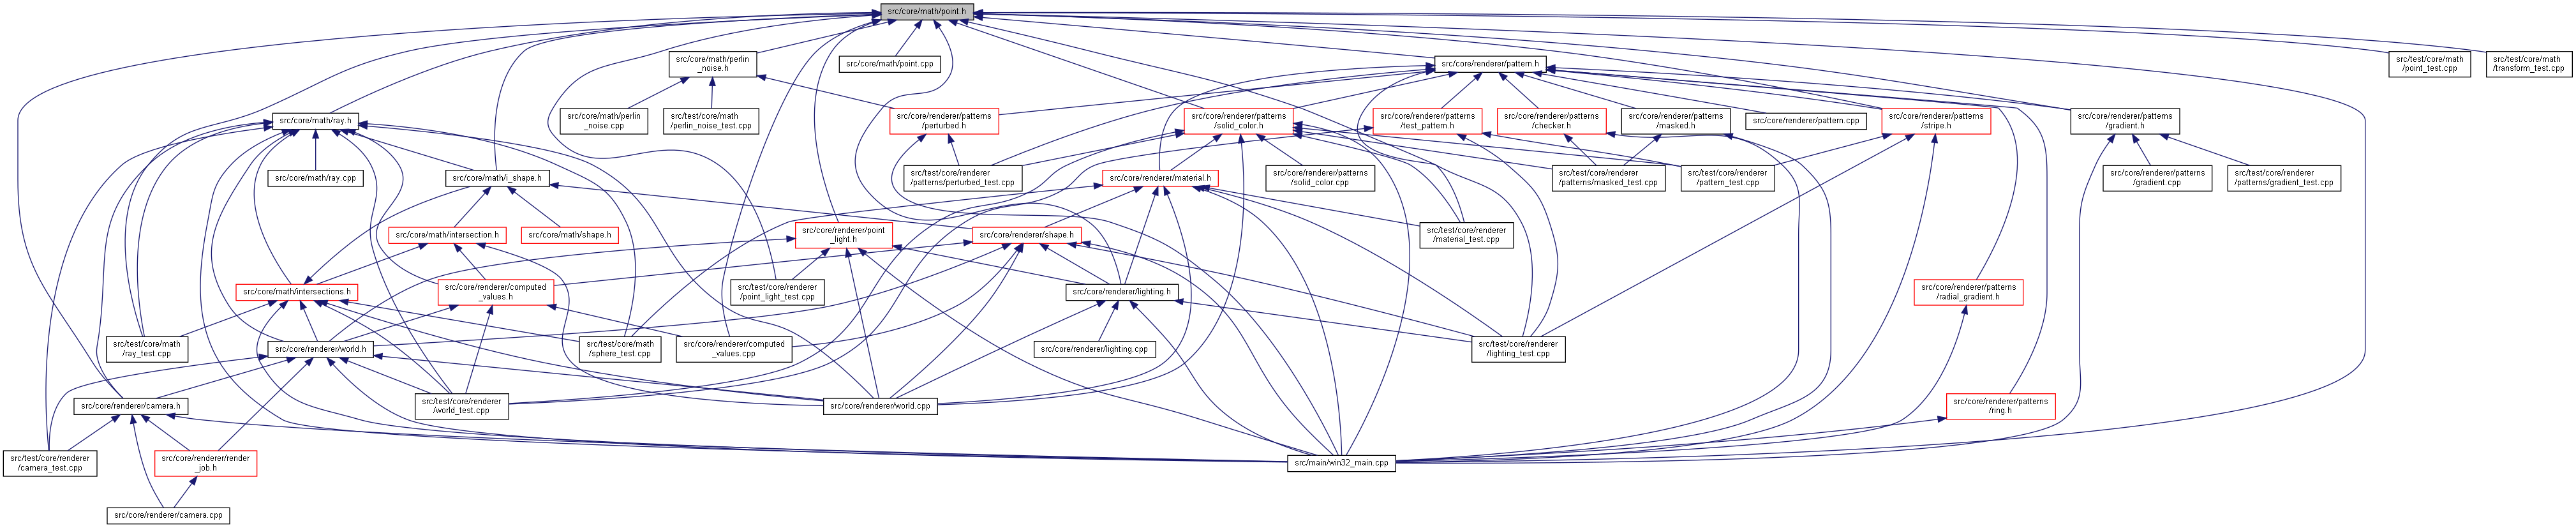 src/core/math/point.h
src/core/math/perlin
_noise.h
src/core/math/point.cpp
src/core/renderer/pattern.h
src/test/core/math
/point_test.cpp
src/test/core/math
/transform_test.cpp
src/core/math/ray.h
src/core/math/perlin
_noise.cpp
src/test/core/math
/perlin_noise_test.cpp
src/core/renderer/patterns
/perturbed.h
src/core/renderer/patterns
/solid_color.h
src/core/renderer/patterns
/test_pattern.h
src/core/renderer/patterns
/checker.h
src/core/renderer/patterns
/masked.h
src/core/renderer/pattern.cpp
src/core/renderer/patterns
/stripe.h
src/core/renderer/patterns
/gradient.h
src/core/math/ray.cpp
src/core/math/i_shape.h
src/test/core/renderer
/patterns/perturbed_test.cpp
src/core/renderer/material.h
src/core/renderer/patterns
/solid_color.cpp
src/test/core/renderer
/patterns/masked_test.cpp
src/test/core/renderer
/pattern_test.cpp
src/core/renderer/patterns
/gradient.cpp
src/test/core/renderer
/patterns/gradient_test.cpp
src/core/math/intersection.h
src/core/math/shape.h
src/core/renderer/point
_light.h
src/core/renderer/shape.h
src/test/core/renderer
/material_test.cpp
src/core/math/intersections.h
src/core/renderer/computed
_values.h
src/test/core/renderer
/point_light_test.cpp
src/core/renderer/lighting.h
src/core/renderer/patterns
/radial_gradient.h
src/test/core/math
/ray_test.cpp
src/core/renderer/world.h
src/test/core/math
/sphere_test.cpp
src/core/renderer/computed
_values.cpp
src/core/renderer/lighting.cpp
src/test/core/renderer
/lighting_test.cpp
src/core/renderer/camera.h
src/test/core/renderer
/world_test.cpp
src/core/renderer/world.cpp
src/core/renderer/patterns
/ring.h
src/test/core/renderer
/camera_test.cpp
src/core/renderer/render
_job.h
src/main/win32_main.cpp
src/core/renderer/camera.cpp